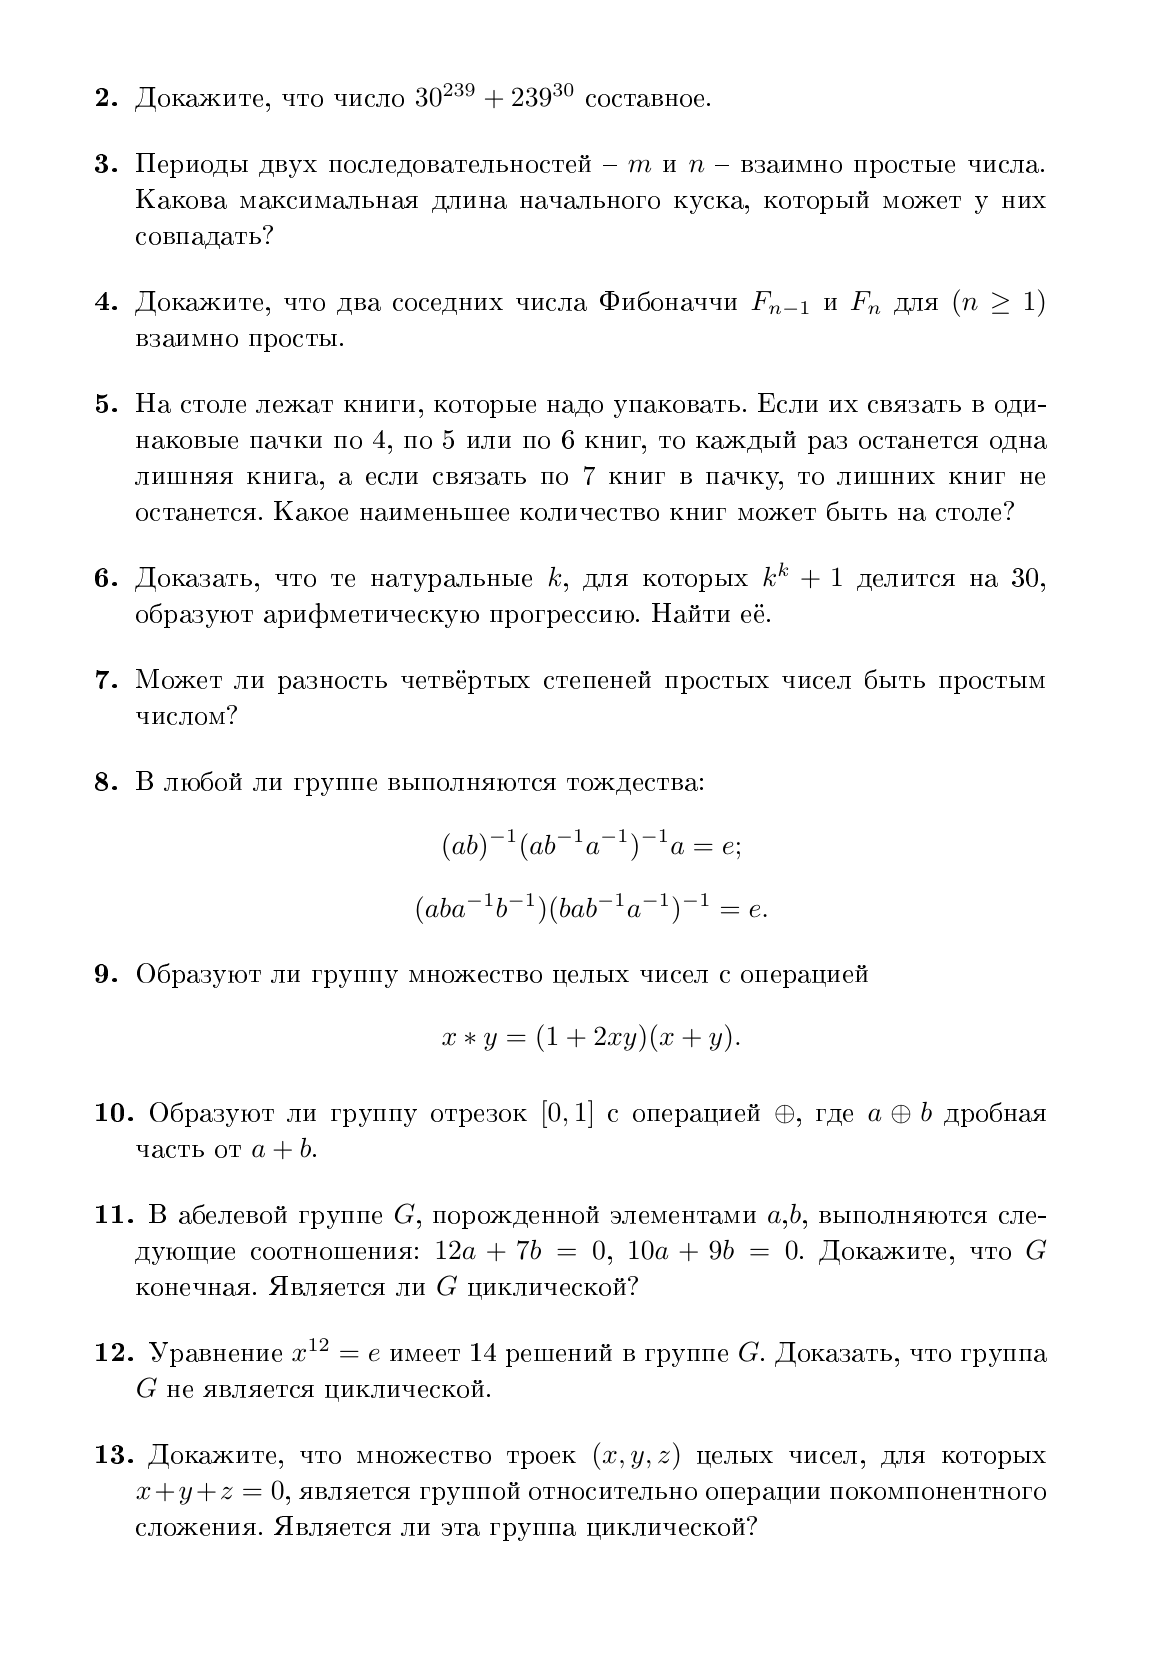 2. Докажите, что число 30^239 + 239^30 составное.
3. Периоды двух последовательностей – m и n – взаимно простые числа.
Какова максимальная длина начального куска, который может у них
совпадать?
4. Докажите, что два соседних числа Фибоначчи F_{n−1} и F_n для (n ≥ 1)
взаимно просты.
5. На столе лежат книги, которые надо упаковать. Если их связать в оди-
наковые пачки по 4, по 5 или по 6 книг, то каждый раз останется одна
лишняя книга, а если связать по 7 книг в пачку, то лишних книг не
останется. Какое наименьшее количество книг может быть на столе?
6. Доказать, что те натуральные k, для которых k^k + 1 делится на 30,
образуют арифметическую прогрессию. Найти её.
7. Может ли разность четвёртых степеней простых чисел быть простым
числом?
8. В любой ли группе выполняются тождества:
(ab)^{−1}(ab^{−1}a^{−1})^{−1}a = e;
(aba^{−1}b^{−1})(bab^{−1}a^{−1})^{−1} = e.
9. Образуют ли группу множество целых чисел с операцией
x ∗ y = (1 + 2xy)(x + y).
10. Образуют ли группу отрезок [0, 1] с операцией ⊕, где a ⊕ b дробная
часть от a + b.
11. В абелевой группе G, порожденной элементами a,b, выполняются сле-
дующие соотношения: 12a + 7b = 0, 10a + 9b = 0. Докажите, что G
конечная. Является ли G циклической?
12. Уравнение x^12 = e имеет 14 решений в группе G. Доказать, что группа
G не является циклической.
13. Докажите, что множество троек (x, y, z) целых чисел, для которых
x+y+z = 0, является группой относительно операции покомпонентного
сложения. Является ли эта группа циклической?